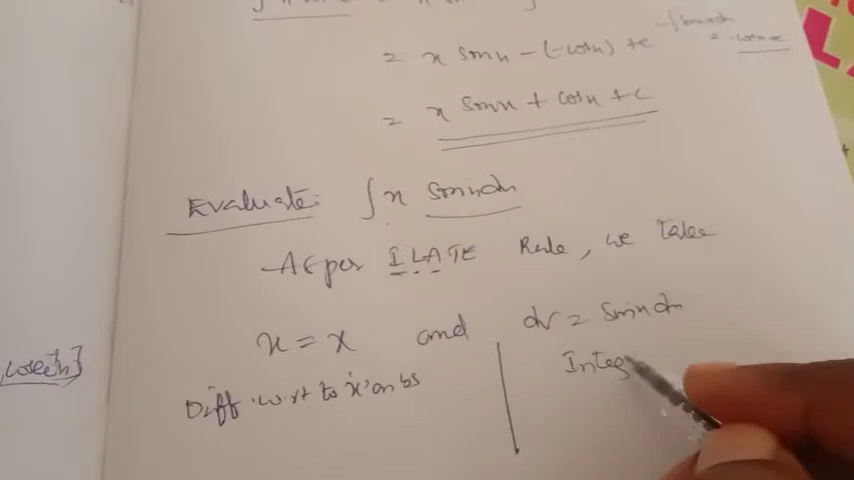 = x sinx - (-cosx) + c
= x sinx + cosx + c
Evaluate: ∫ x sinx dx
As per ILATE Rule, we take
u = x and dv = sinx dx
Diff. w.r.t to 'x' on bs
Integ